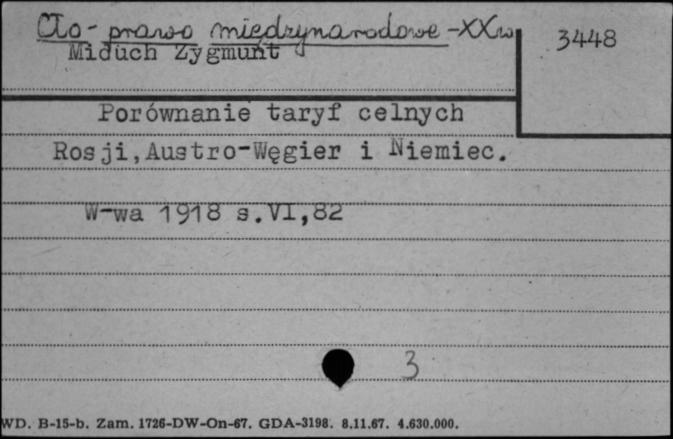 Cło - prawo międzynarodowe - XX w
3448
Miduch Zygmunt
Porównanie taryf celnych
Rosji, Austro-Węgier i Niemiec.
W-wa 1918 s.VI,82
3
WD. B-15-b. Zam. 1726-DW-On-67. GDA-3198. 8.11.67. 4.630.000.